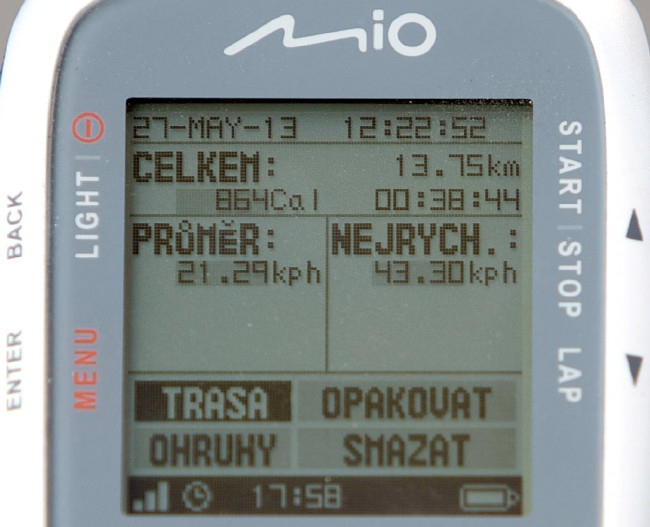 Mio
27-MAY-13 12:22:52
CELKEM: 13.75km
864Cal 00:38:44
PRŮMĚR: NEJRYCH.:
21.29kph 43.30kph
TRASA OPAKOVAT
OHRUHY SMAZAT
17:58
LIGHT
MENU
BACK
ENTER
START | STOP
LAP